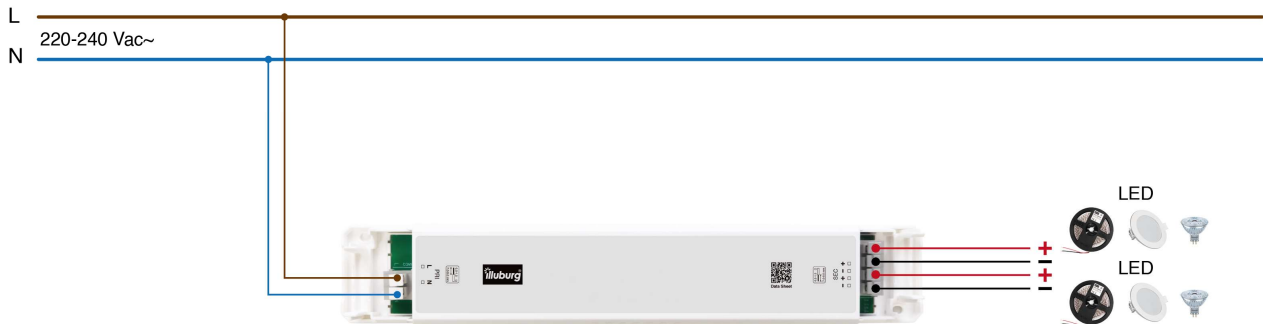 L
220-240 Vac~
N
LED
+
−
LED
+
−
L
N
PRI
illuburg
Data Sheet
SEC
+
-
+
-